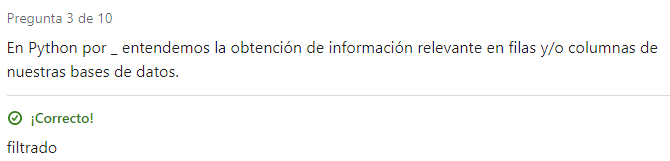 Pregunta 3 de 10
En Python por _ entendemos la obtención de información relevante en filas y/o columnas de
nuestras bases de datos.
¡Correcto!
filtrado